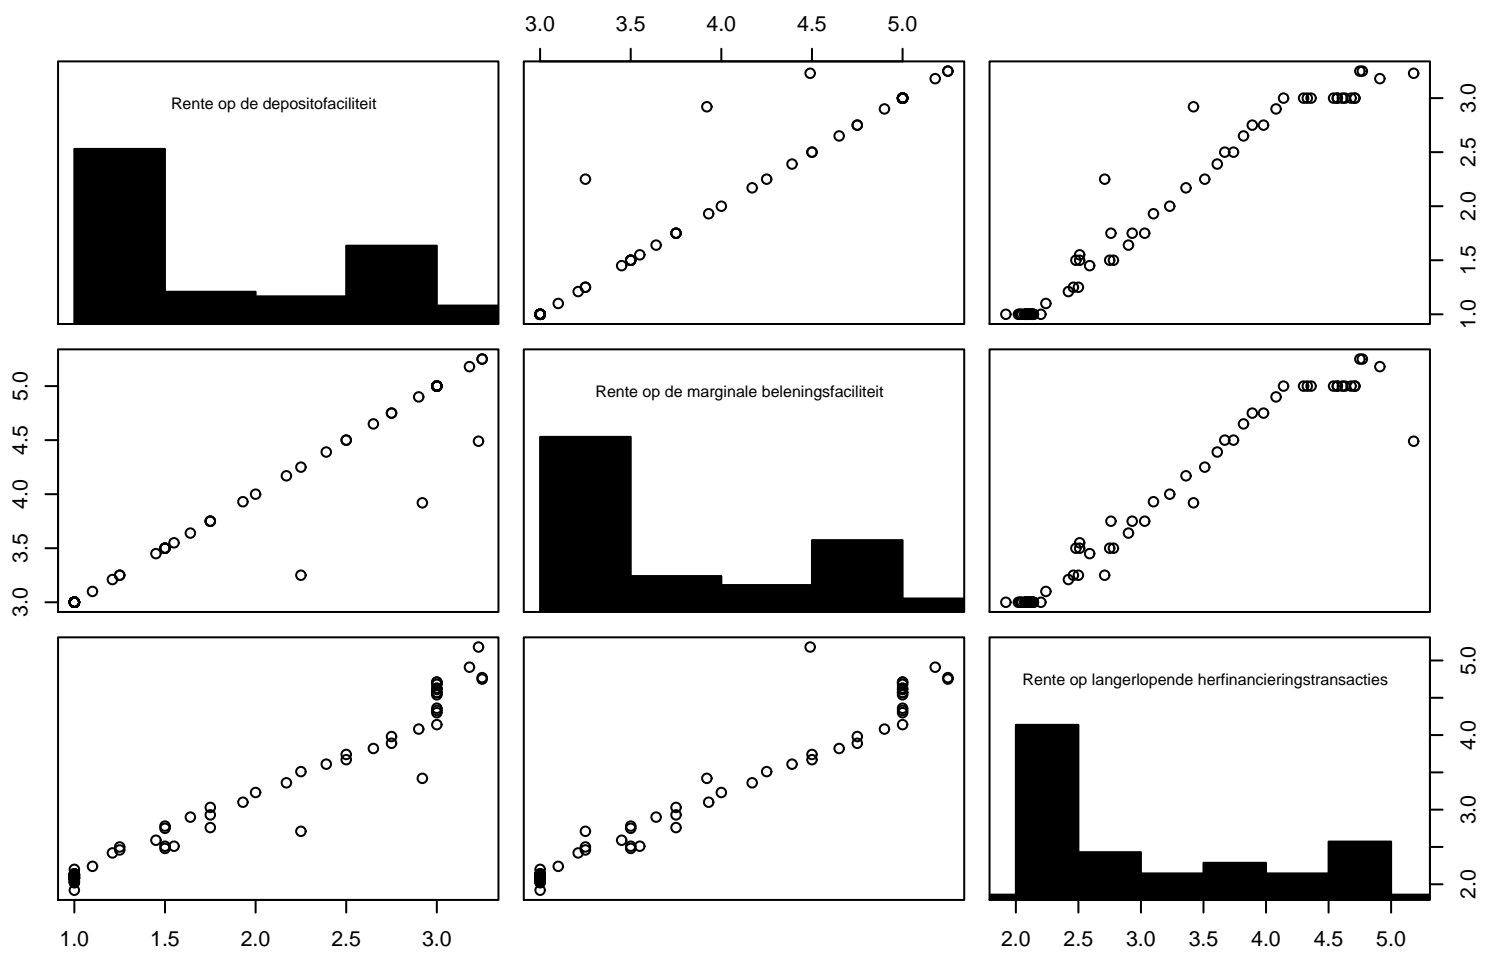 3.0 3.5 4.0 4.5 5.0
Rente op de depositofaciliteit
1.0 1.5 2.0 2.5 3.0
3.0 3.5 4.0 4.5 5.0
Rente op de marginale beleningsfaciliteit
Rente op langerlopende herfinancieringstransacties
2.0 3.0 4.0 5.0
1.0 1.5 2.0 2.5 3.0
2.0 2.5 3.0 3.5 4.0 4.5 5.0